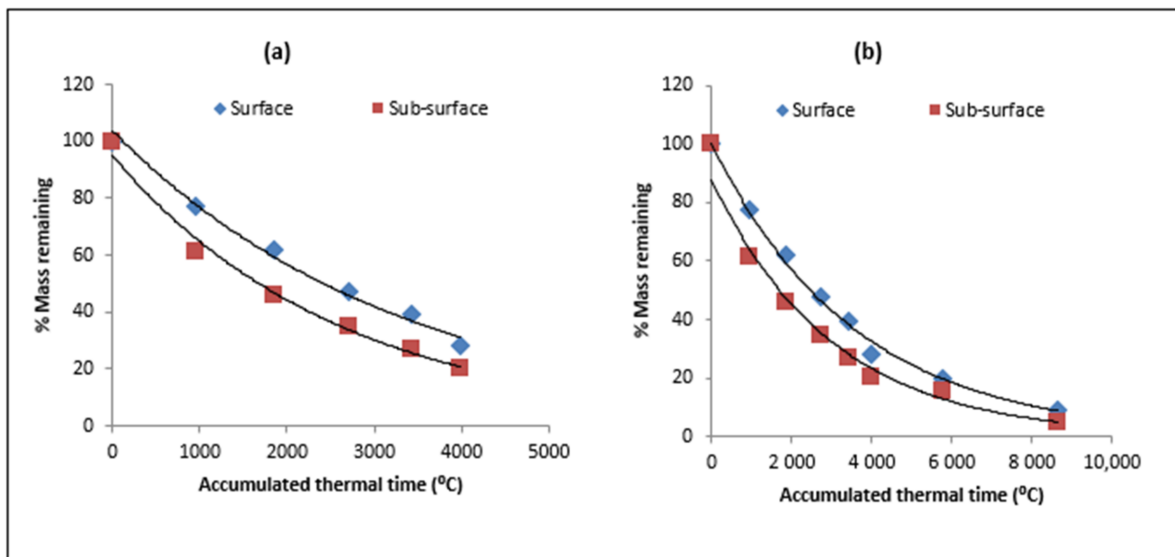 (a)
120
100
80
60
40
20
0
% Mass remaining
Surface
Sub-surface
0 1000 2000 3000 4000 5000
Accumulated thermal time (⁰C)
(b)
120
100
80
60
40
20
0
% Mass remaining
Surface
Sub-surface
0 2 000 4 000 6 000 8 000 10,000
Accumulated thermal time (⁰C)